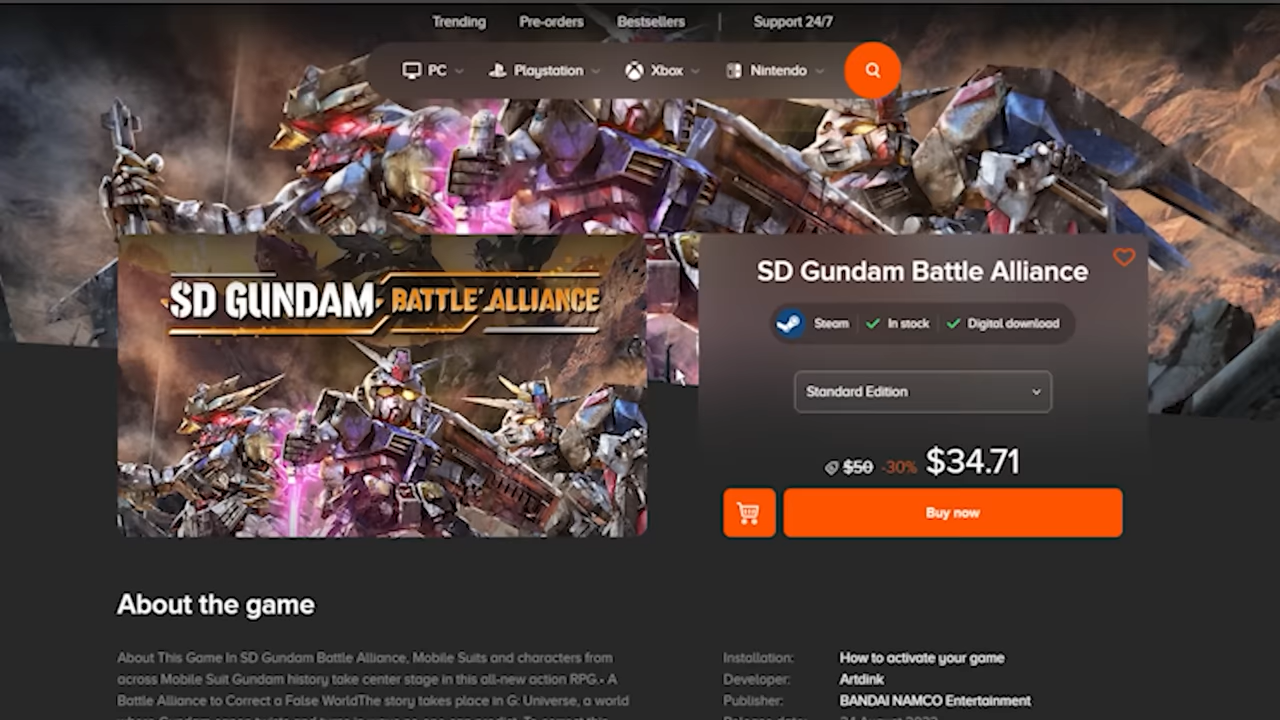 Trending Pre-orders Bestsellers | Support 24/7
PC Playstation Xbox Nintendo
SD GUNDAM BATTLE ALLIANCE
SD Gundam Battle Alliance
Steam In stock Digital download
Standard Edition
$50 -30% $34.71
Buy now
About the game
About This Game In SD Gundam Battle Alliance, Mobile Suits and characters from
across Mobile Suit Gundam history take center stage in this all-new action RPG.• A
Battle Alliance to Correct a False WorldThe story takes place in G: Universe, a world
Installation: How to activate your game
Developer: Artdink
Publisher: BANDAI NAMCO Entertainment